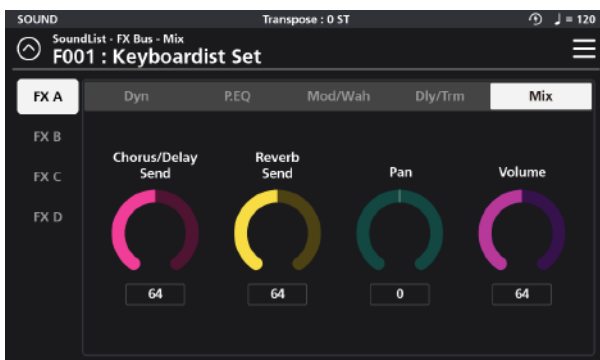 SOUND
Transpose : 0 ST
♩ = 120
SoundList - FX Bus - Mix
F001 : Keyboardist Set
FX A
Dyn
P.EQ
Mod/Wah
Dly/Trm
Mix
FX B
FX C
FX D
Chorus/Delay
Send
Reverb
Send
Pan
Volume
64
64
0
64